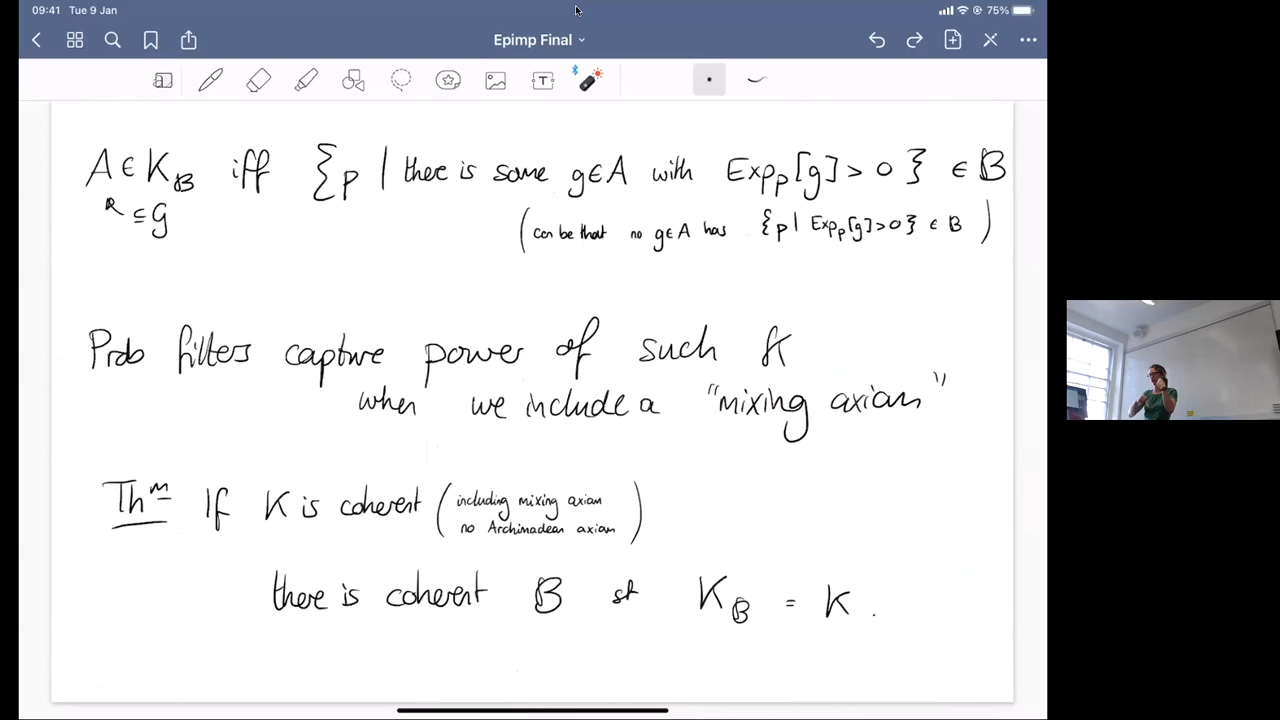 09:41 Tue 9 Jan 75%
Epimp Final
T
A ∈ K_B iff { p | there is some g∈A with Exp_p[g] > 0 } ∈ B
⊆ G
( can be that no g∈A has { p | Exp_p[g]>0 } ∈ B )
Prob filters capture power of such K
when we include a "mixing axiom"
Th^m If K is coherent ( including mixing axiom
no Archimadean axiom )
there is coherent B st K_B = K .